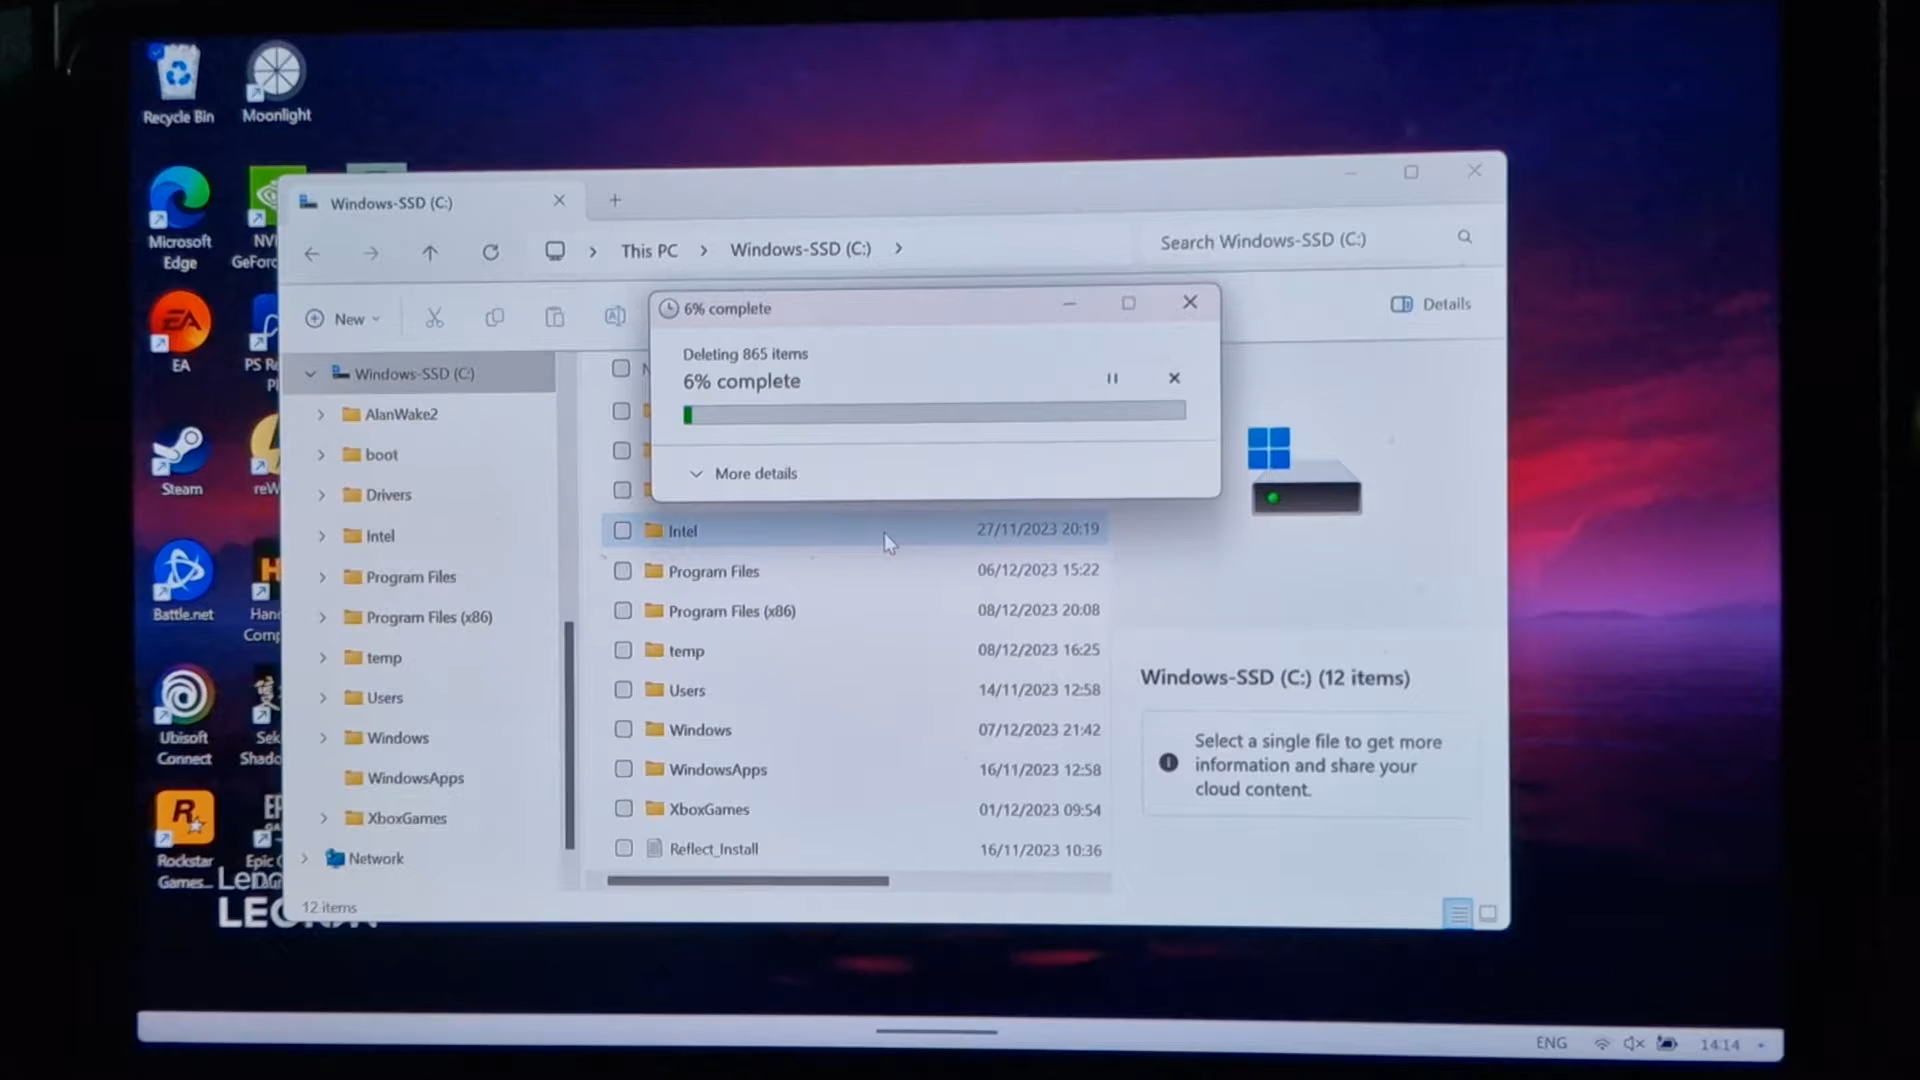 Recycle Bin
Moonlight
Microsoft
Edge
EA
Steam
Battle.net
Ubisoft
Connect
Rockstar
Games...
LEGION
Windows-SSD (C:)
This PC > Windows-SSD (C:) >
Search Windows-SSD (C:)
New
Details
6% complete
Deleting 865 items
6% complete
More details
Windows-SSD (C:)
AlanWake2
boot
Drivers
Intel
Program Files
Program Files (x86)
temp
Users
Windows
WindowsApps
XboxGames
Network
12 items
Intel 27/11/2023 20:19
Program Files 06/12/2023 15:22
Program Files (x86) 08/12/2023 20:08
temp 08/12/2023 16:25
Users 14/11/2023 12:58
Windows 07/12/2023 21:42
WindowsApps 16/11/2023 12:58
XboxGames 01/12/2023 09:54
Reflect_Install 16/11/2023 10:36
Windows-SSD (C:) (12 items)
Select a single file to get more
information and share your
cloud content.
ENG
14:14